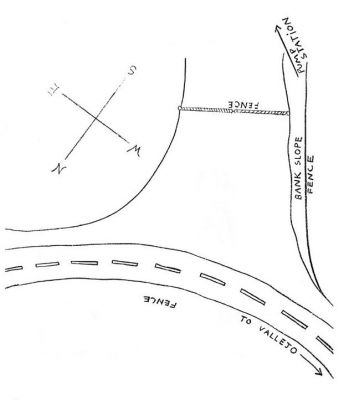 PUMP
STATION
S
E
W
N
FENCE
BANK SLOPE
FENCE
FENCE
TO VALLEJO